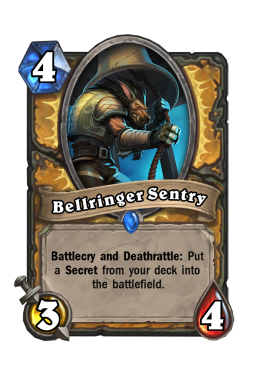 4
Bellringer Sentry
Battlecry and Deathrattle: Put
a Secret from your deck into
the battlefield.
3
4